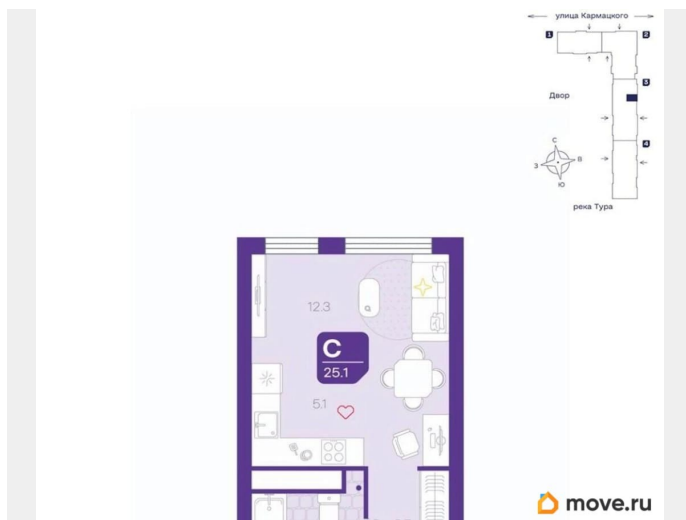 улица Кармацкого
1
2
3
Двор
4
С
З
В
Ю
река Тура
12.3
С
25.1
5.1
move.ru